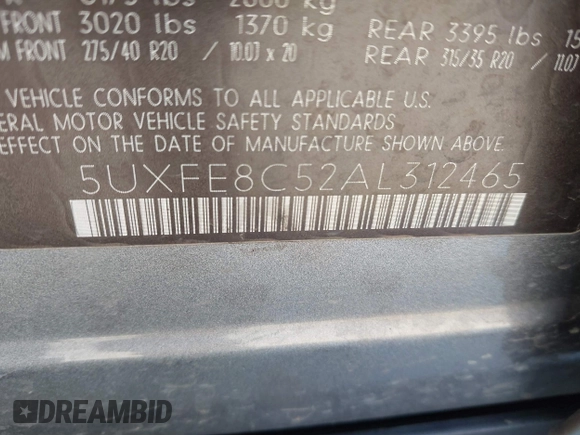 3020 lbs 1370 kg REAR 3395 lbs
FRONT 275/40 R20 / 10.0J x 20 REAR 315/35 R20 /
VEHICLE CONFORMS TO ALL APPLICABLE U.S.
MOTOR VEHICLE SAFETY STANDARDS
EFFECT ON THE DATE OF MANUFACTURE SHOWN ABOVE.
5UXFE8C52AL312465
DREAMBID